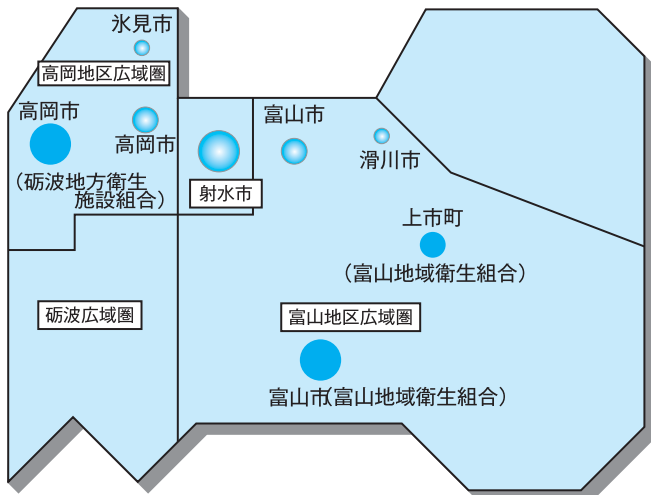 氷見市
高岡地区広域圏
高岡市
高岡市
（砺波地方衛生
施設組合）
射水市
富山市
滑川市
上市町
（富山地域衛生組合）
砺波広域圏
富山地区広域圏
富山市（富山地域衛生組合）